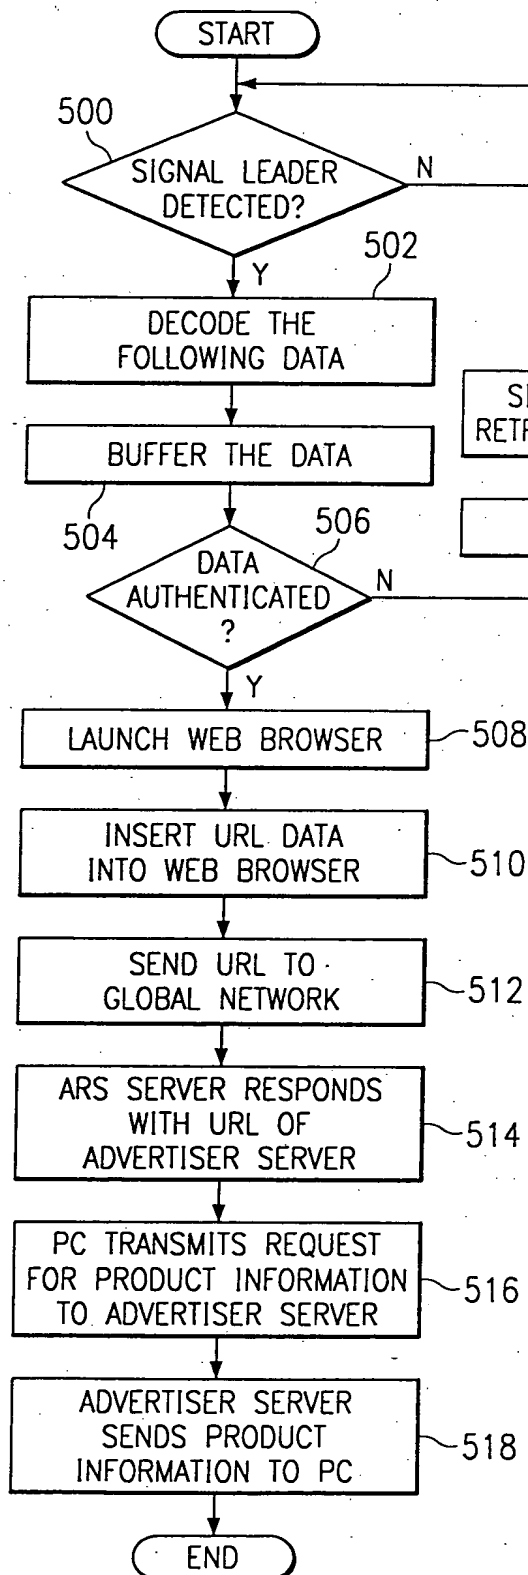 START
500
SIGNAL LEADER
DETECTED?
N
Y
502
DECODE THE
FOLLOWING DATA
BUFFER THE DATA
504
506
DATA
AUTHENTICATED
?
N
Y
LAUNCH WEB BROWSER
508
INSERT URL DATA
INTO WEB BROWSER
510
SEND URL TO
GLOBAL NETWORK
512
ARS SERVER RESPONDS
WITH URL OF
ADVERTISER SERVER
514
PC TRANSMITS REQUEST
FOR PRODUCT INFORMATION
TO ADVERTISER SERVER
516
ADVERTISER SERVER
SENDS PRODUCT
INFORMATION TO PC
518
END